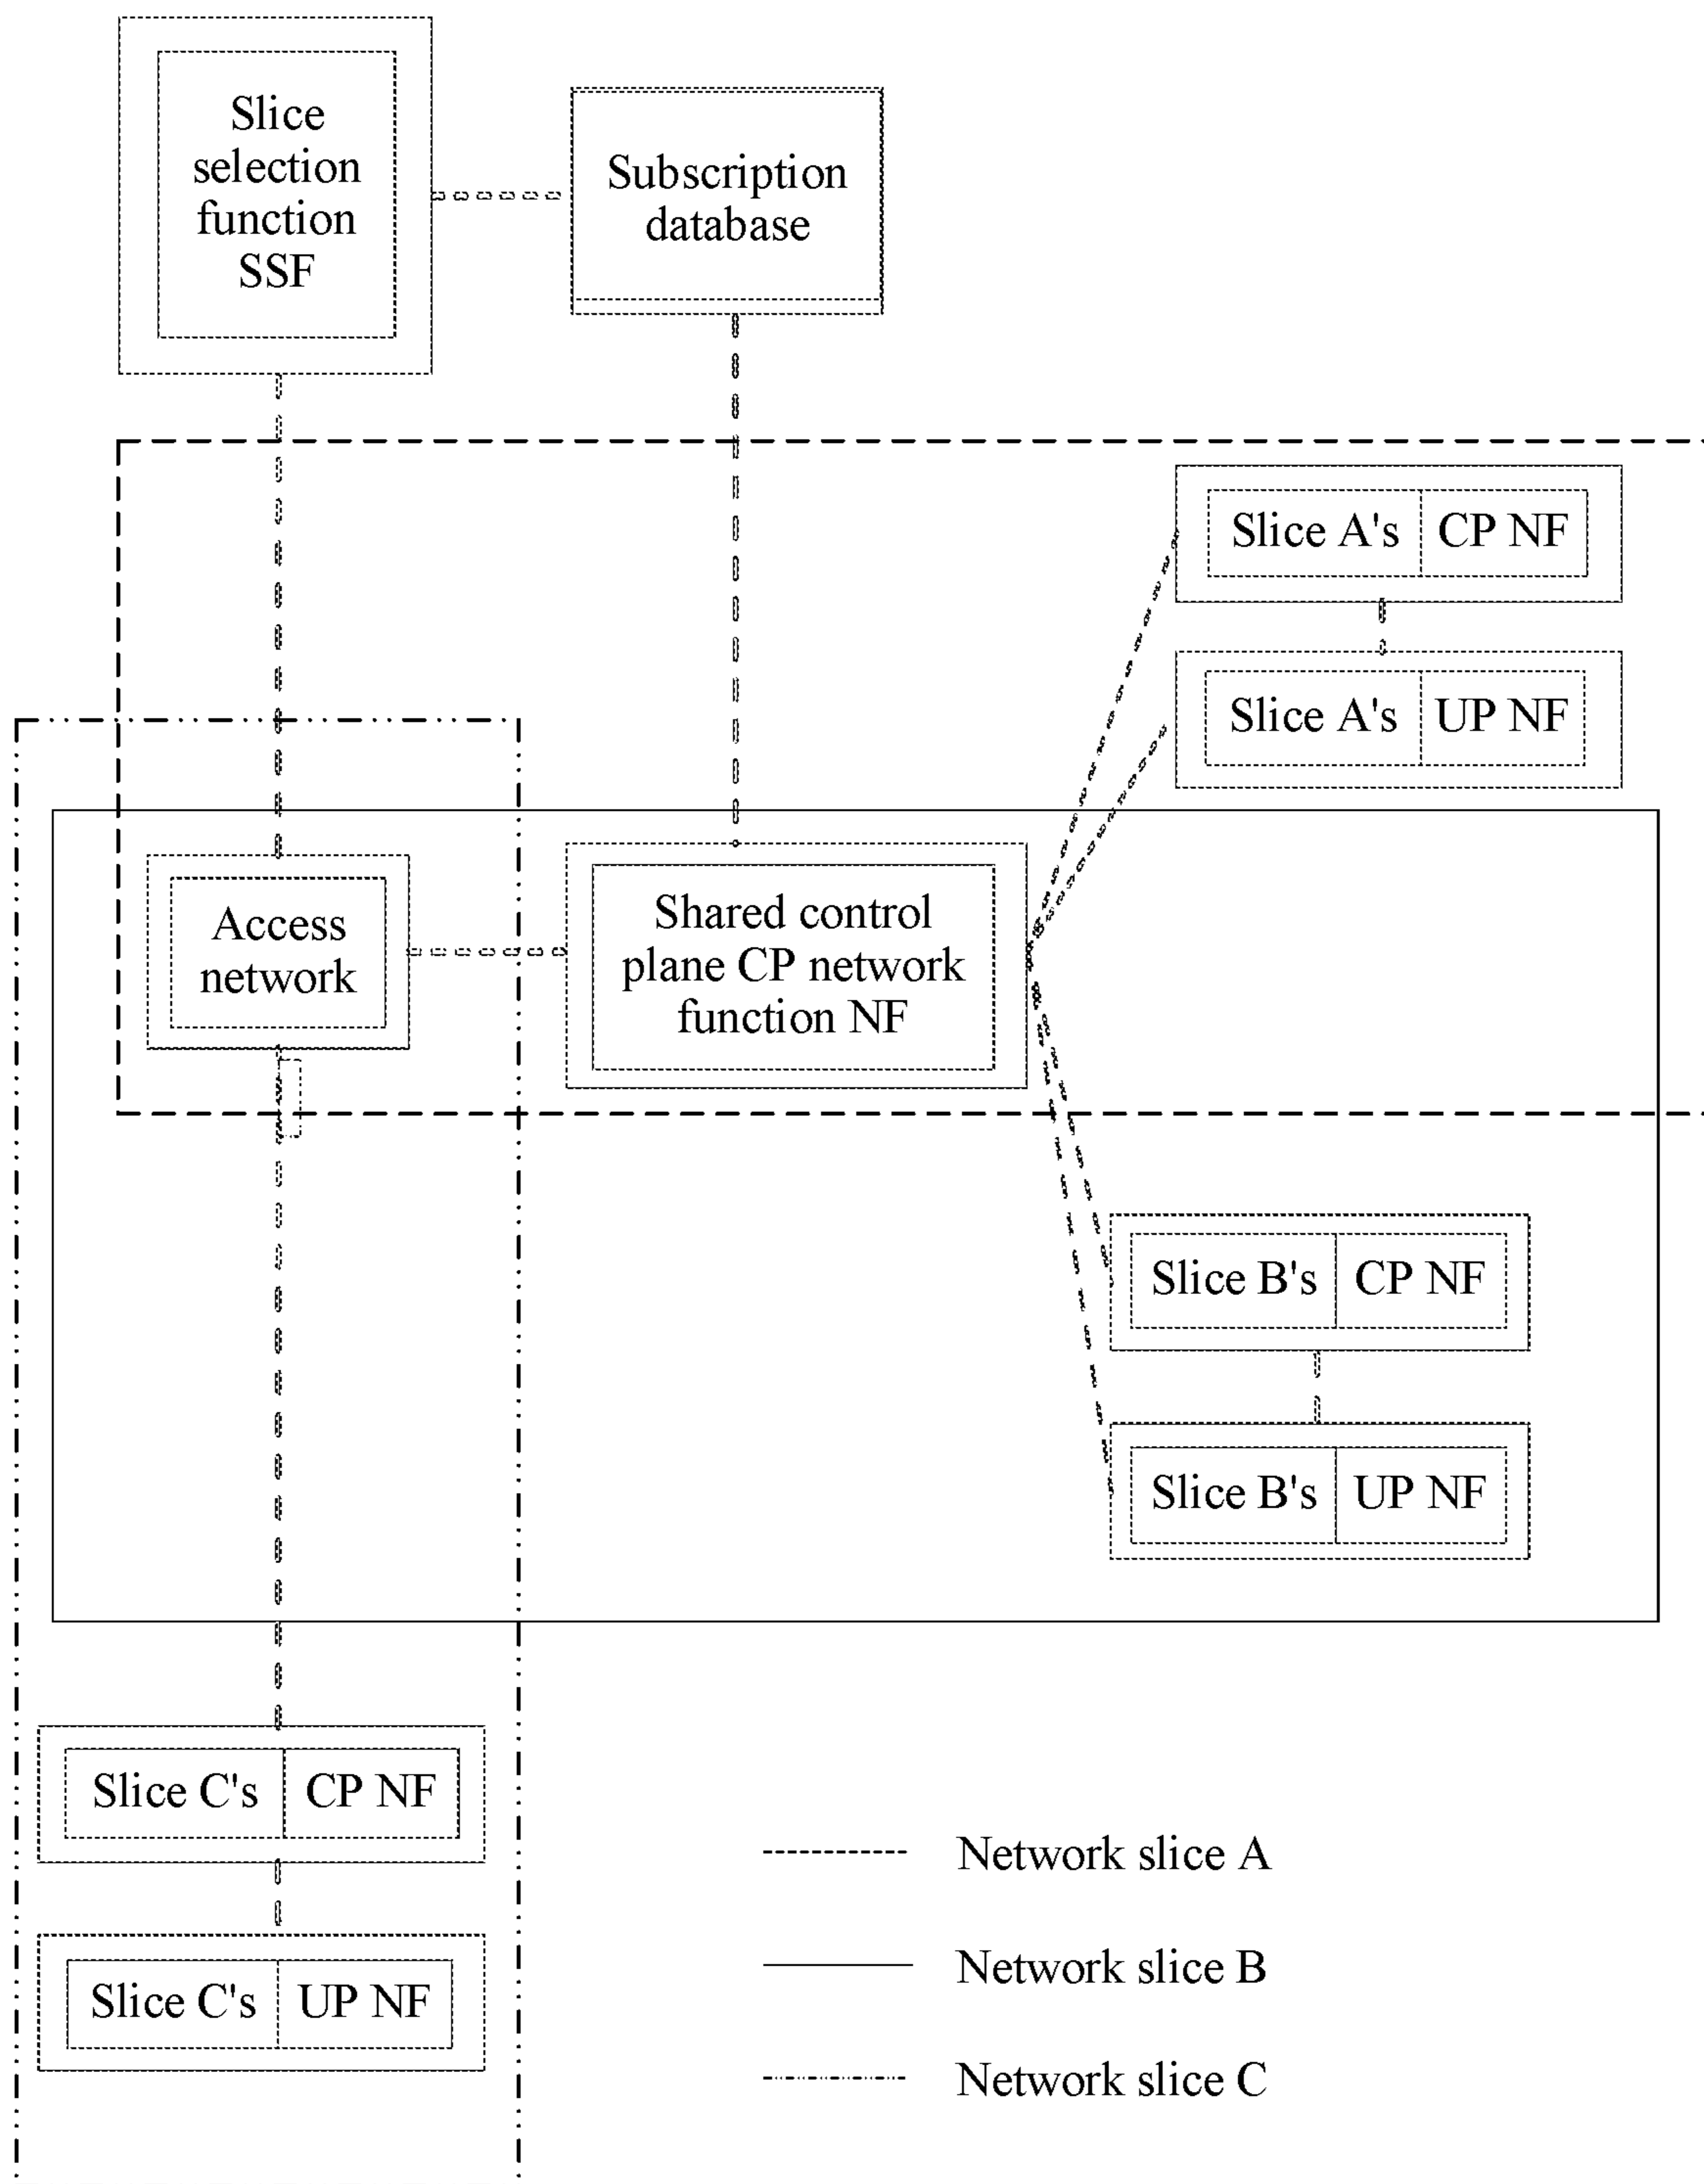 Slice
selection
function
SSF
Subscription
database
Slice A's CP NF
Slice A's UP NF
Access
network
Shared control
plane CP network
function NF
Slice B's CP NF
Slice B's UP NF
Slice C's CP NF
Slice C's UP NF
Network slice A
Network slice B
Network slice C